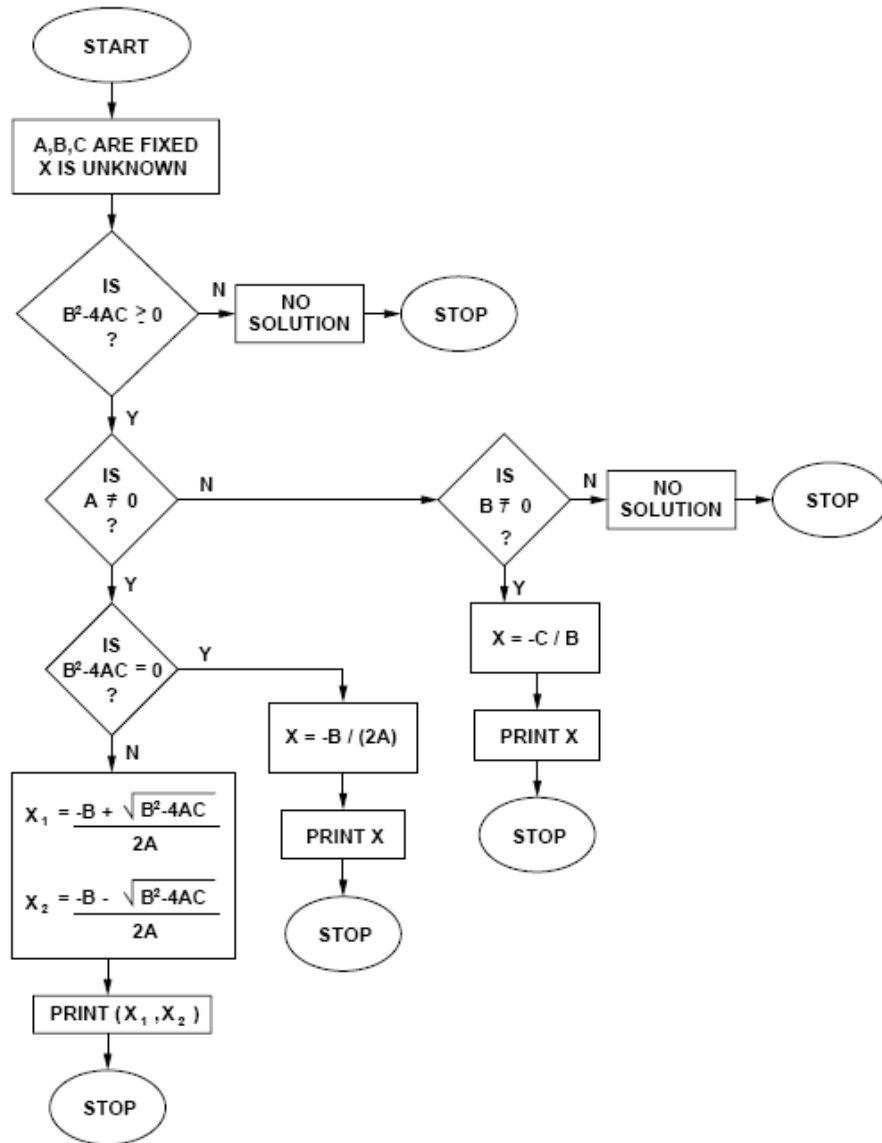 START
A,B,C ARE FIXED
X IS UNKNOWN
IS
B²-4AC ≥ 0
?
N
NO
SOLUTION
STOP
Y
IS
A ≠ 0
?
N
IS
B ≠ 0
?
N
NO
SOLUTION
STOP
Y
Y
X = -C / B
PRINT X
STOP
IS
B²-4AC = 0
?
Y
X = -B / (2A)
PRINT X
STOP
N
X₁ = -B + √B²-4AC
2A
X₂ = -B - √B²-4AC
2A
PRINT (X₁ ,X₂ )
STOP